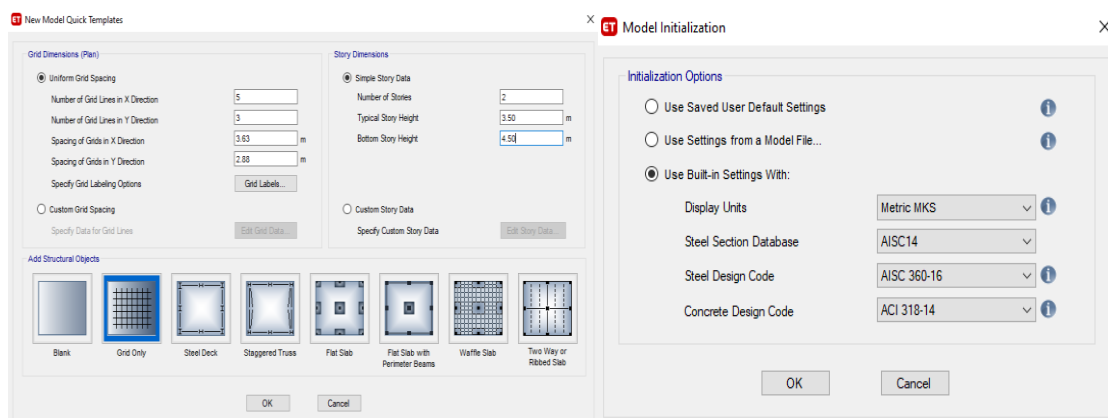 ET New Model Quick Templates X
Grid Dimensions (Plan)
Uniform Grid Spacing
Number of Grid Lines in X Direction 5
Number of Grid Lines in Y Direction 3
Spacing of Grids in X Direction 3.63 m
Spacing of Grids in Y Direction 2.88 m
Specify Grid Labeling Options Grid Labels...
Custom Grid Spacing
Specify Data for Grid Lines Edit Grid Data...
Story Dimensions
Simple Story Data
Number of Stories 2
Typical Story Height 3.50 m
Bottom Story Height 4.50 m
Custom Story Data
Specify Custom Story Data Edit Story Data...
Add Structural Objects
Blank
Grid Only
Steel Deck
Staggered Truss
Flat Slab
Flat Slab with
Perimeter Beams
Waffle Slab
Two Way or
Ribbed Slab
OK Cancel
ET Model Initialization X
Initialization Options
Use Saved User Default Settings
Use Settings from a Model File...
Use Built-in Settings With:
Display Units Metric MKS
Steel Section Database AISC14
Steel Design Code AISC 360-16
Concrete Design Code ACI 318-14
OK Cancel